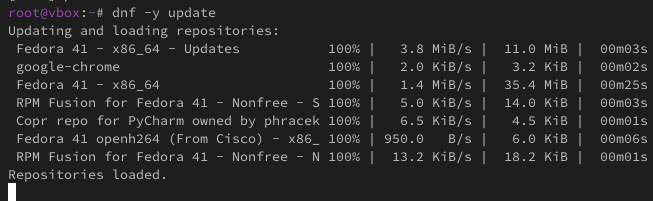 root@vbox:~# dnf -y update
Updating and loading repositories:
 Fedora 41 - x86_64 - Updates            100% |   3.8 MiB/s |  11.0 MiB |  00m03s
 google-chrome                           100% |   2.0 KiB/s |   3.2 KiB |  00m02s
 Fedora 41 - x86_64                      100% |   1.4 MiB/s |  35.4 MiB |  00m25s
 RPM Fusion for Fedora 41 - Nonfree - S  100% |   5.0 KiB/s |  14.0 KiB |  00m03s
 Copr repo for PyCharm owned by phracek  100% |   6.5 KiB/s |   4.5 KiB |  00m01s
 Fedora 41 openh264 (From Cisco) - x86_  100% | 950.0   B/s |   6.0 KiB |  00m06s
 RPM Fusion for Fedora 41 - Nonfree - N  100% |  13.2 KiB/s |  18.2 KiB |  00m01s
Repositories loaded.